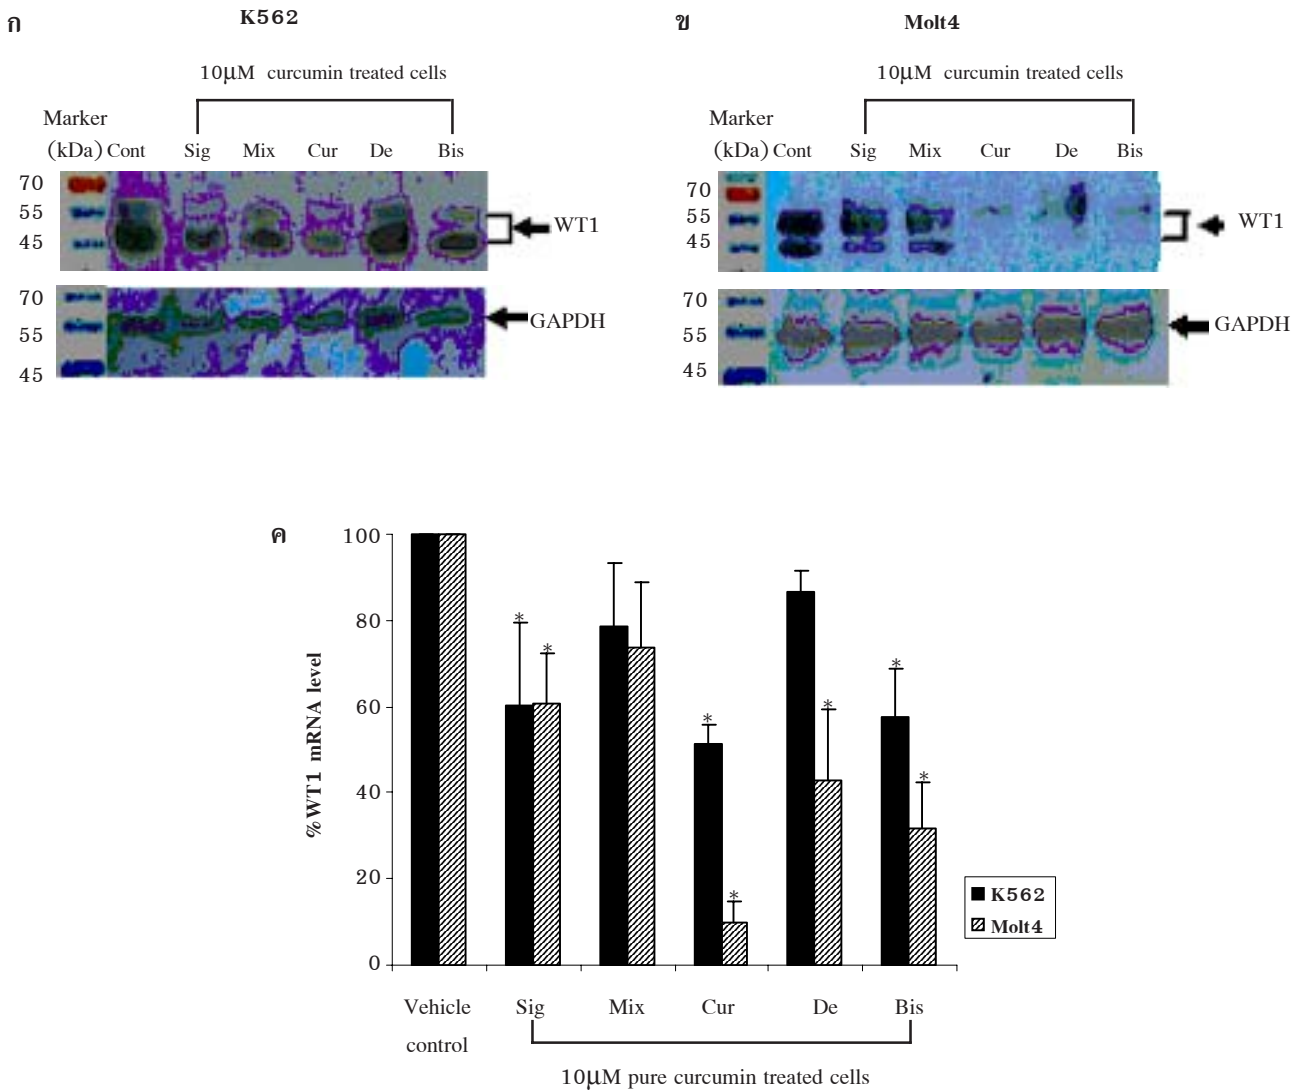 ก
K562
10μM curcumin treated cells
Marker
(kDa) Cont Sig Mix Cur De Bis
70
55
45
WT1
70
55
45
GAPDH
ข
Molt4
10μM curcumin treated cells
Marker
(kDa) Cont Sig Mix Cur De Bis
70
55
45
WT1
70
55
45
GAPDH
ค
%WT1 mRNA level
100
80
60
40
20
0
* * * * * * *
K562
Molt4
Vehicle control
Sig Mix Cur De Bis
10μM pure curcumin treated cells